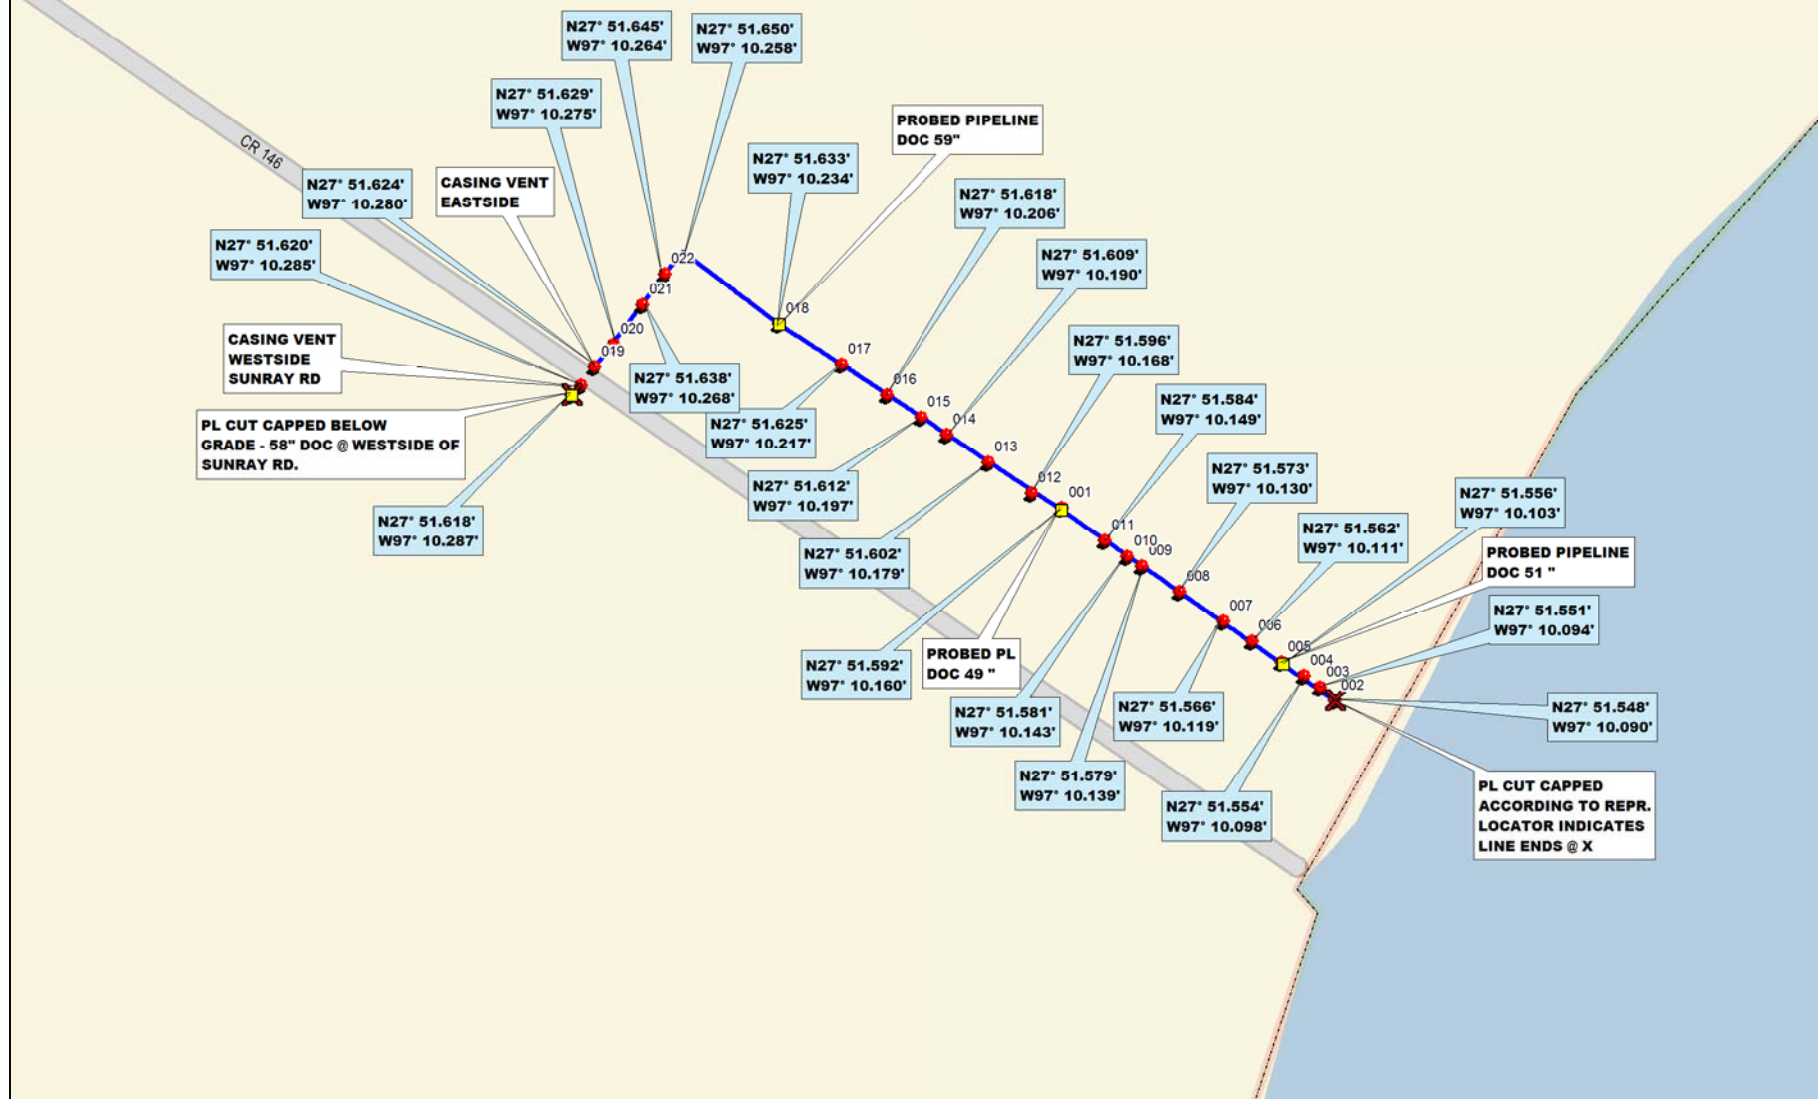 N27° 51.645'
W97° 10.264'
N27° 51.650'
W97° 10.258'
N27° 51.629'
W97° 10.275'
PROBED PIPELINE
DOC 59"
CR 146
N27° 51.633'
W97° 10.234'
CASING VENT
EASTSIDE
N27° 51.624'
W97° 10.280'
N27° 51.618'
W97° 10.206'
N27° 51.620'
W97° 10.285'
N27° 51.609'
W97° 10.190'
022
021
018
020
019
017
CASING VENT
WESTSIDE
SUNRAY RD
N27° 51.596'
W97° 10.168'
N27° 51.638'
W97° 10.268'
016
015
014
N27° 51.584'
W97° 10.149'
PL CUT CAPPED BELOW
GRADE - 58" DOC @ WESTSIDE OF
SUNRAY RD.
N27° 51.625'
W97° 10.217'
013
N27° 51.573'
W97° 10.130'
012
001
N27° 51.612'
W97° 10.197'
N27° 51.556'
W97° 10.103'
N27° 51.618'
W97° 10.287'
011
010
009
N27° 51.562'
W97° 10.111'
N27° 51.602'
W97° 10.179'
PROBED PIPELINE
DOC 51 "
008
007
006
N27° 51.551'
W97° 10.094'
005
004
003
002
N27° 51.592'
W97° 10.160'
PROBED PL
DOC 49 "
N27° 51.581'
W97° 10.143'
N27° 51.566'
W97° 10.119'
N27° 51.548'
W97° 10.090'
N27° 51.579'
W97° 10.139'
N27° 51.554'
W97° 10.098'
PL CUT CAPPED
ACCORDING TO REPR.
LOCATOR INDICATES
LINE ENDS @ X